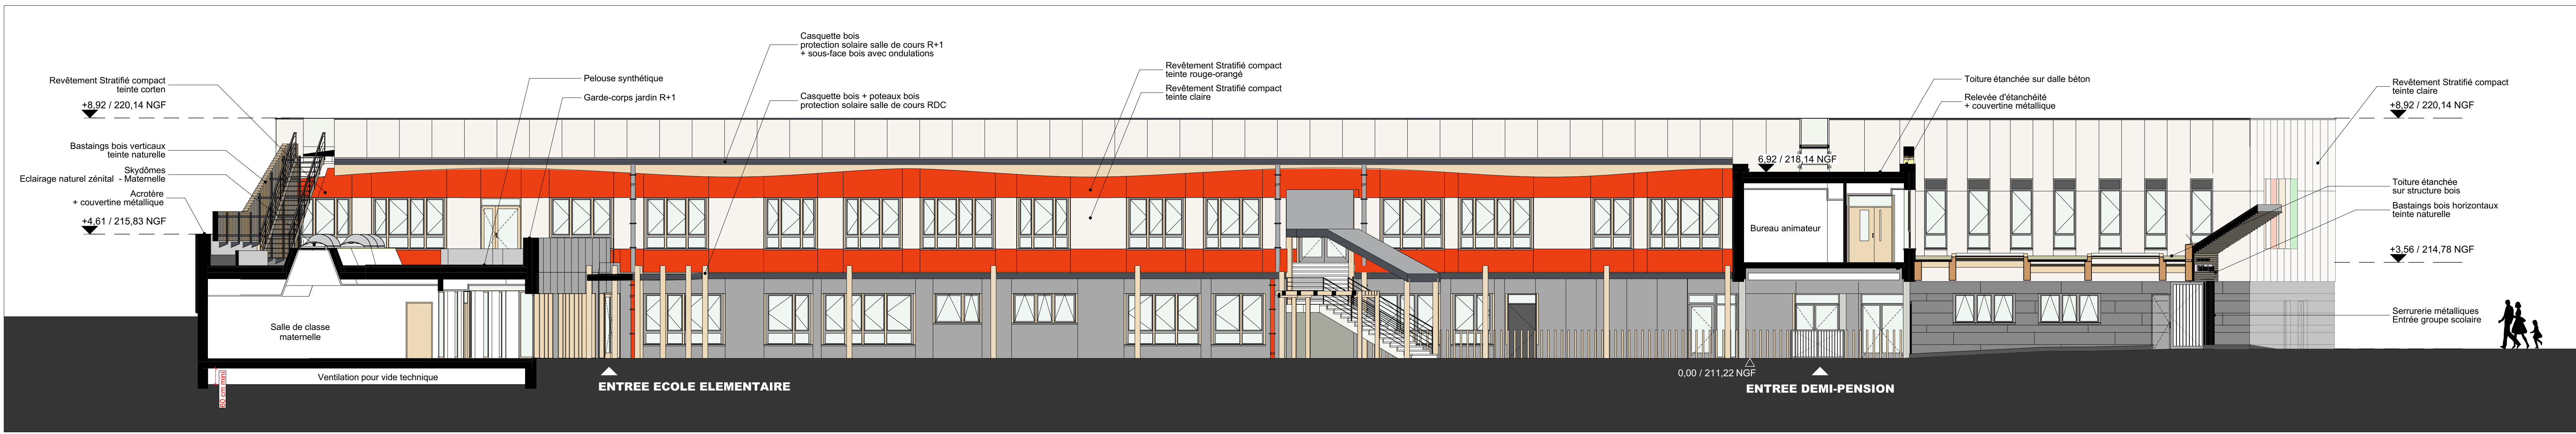 Revêtement Stratifié compact
teinte corten
+8,92 / 220,14 NGF
Bastaings bois verticaux
teinte naturelle
Skydômes
Eclairage naturel zénital - Maternelle
Acrotère
+ couvertine métallique
+4,61 / 215,83 NGF
Pelouse synthétique
Garde-corps jardin R+1
Casquette bois
protection solaire salle de cours R+1
+ sous-face bois avec ondulations
Casquette bois + poteaux bois
protection solaire salle de cours RDC
Revêtement Stratifié compact
teinte rouge-orangé
Revêtement Stratifié compact
teinte claire
Toiture étanchée sur dalle béton
Relevée d'étanchéité
+ couvertine métallique
6,92 / 218,14 NGF
Bureau animateur
Revêtement Stratifié compact
teinte claire
+8,92 / 220,14 NGF
Toiture étanchée
sur structure bois
Bastaings bois horizontaux
teinte naturelle
+3,56 / 214,78 NGF
Serrurerie métalliques
Entrée groupe scolaire
Salle de classe
maternelle
Ventilation pour vide technique
60 cm mini
ENTREE ECOLE ELEMENTAIRE
0,00 / 211,22 NGF
ENTREE DEMI-PENSION